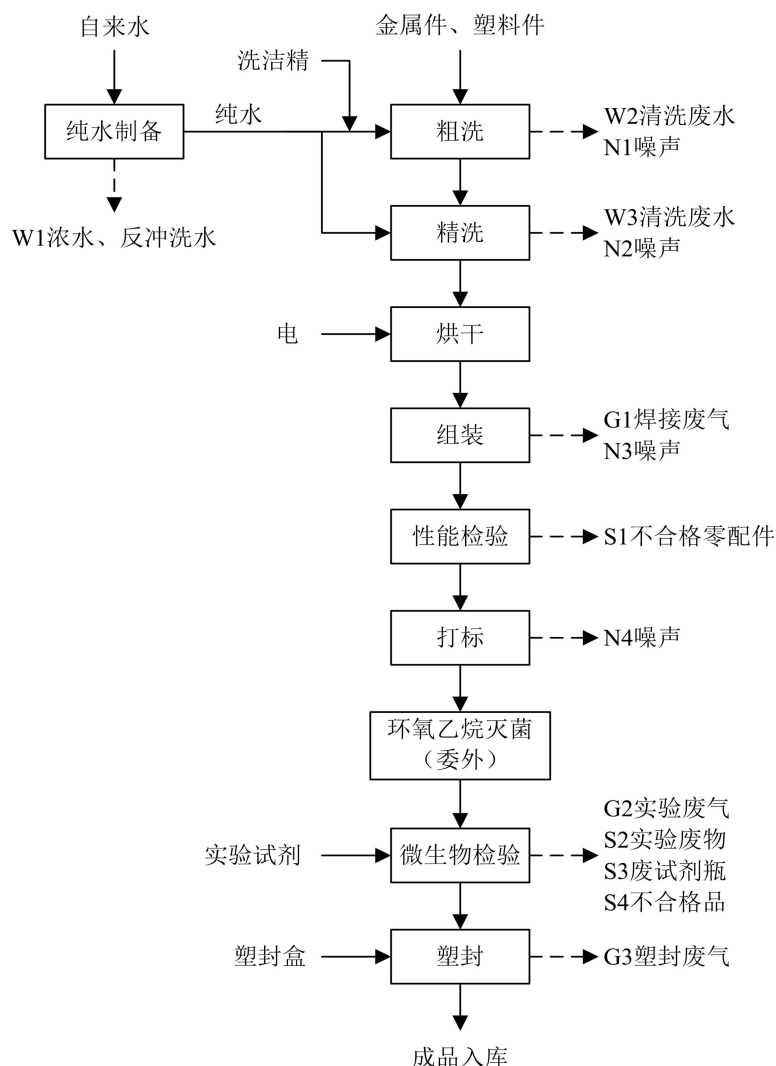 自来水
金属件、塑料件
洗洁精
纯水制备
纯水
粗洗
W2清洗废水
N1噪声
W1浓水、反冲洗水
精洗
W3清洗废水
N2噪声
电
烘干
组装
G1焊接废气
N3噪声
性能检验
S1不合格零配件
打标
N4噪声
环氧乙烷灭菌
（委外）
实验试剂
微生物检验
G2实验废气
S2实验废物
S3废试剂瓶
S4不合格品
塑封盒
塑封
G3塑封废气
成品入库